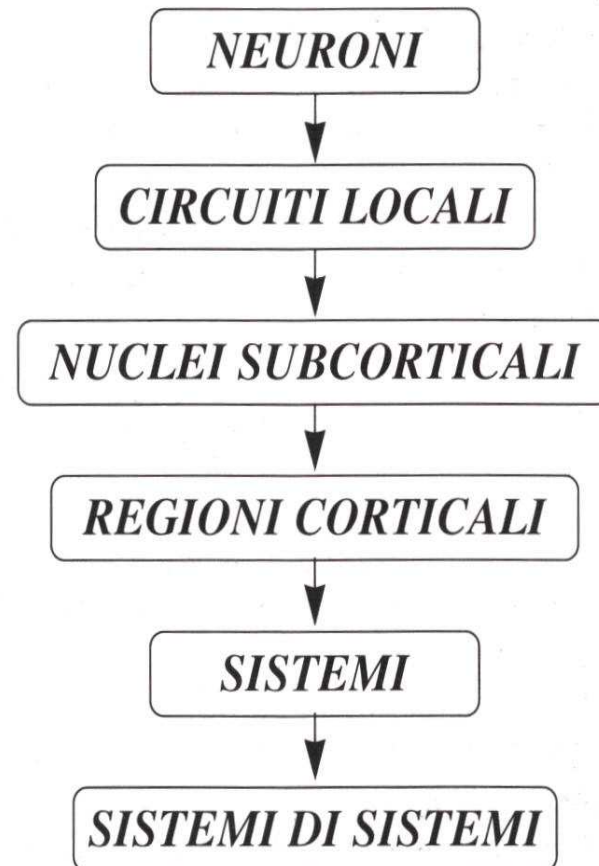 NEURONI
CIRCUITI LOCALI
NUCLEI SUBCORTICALI
REGIONI CORTICALI
SISTEMI
SISTEMI DI SISTEMI